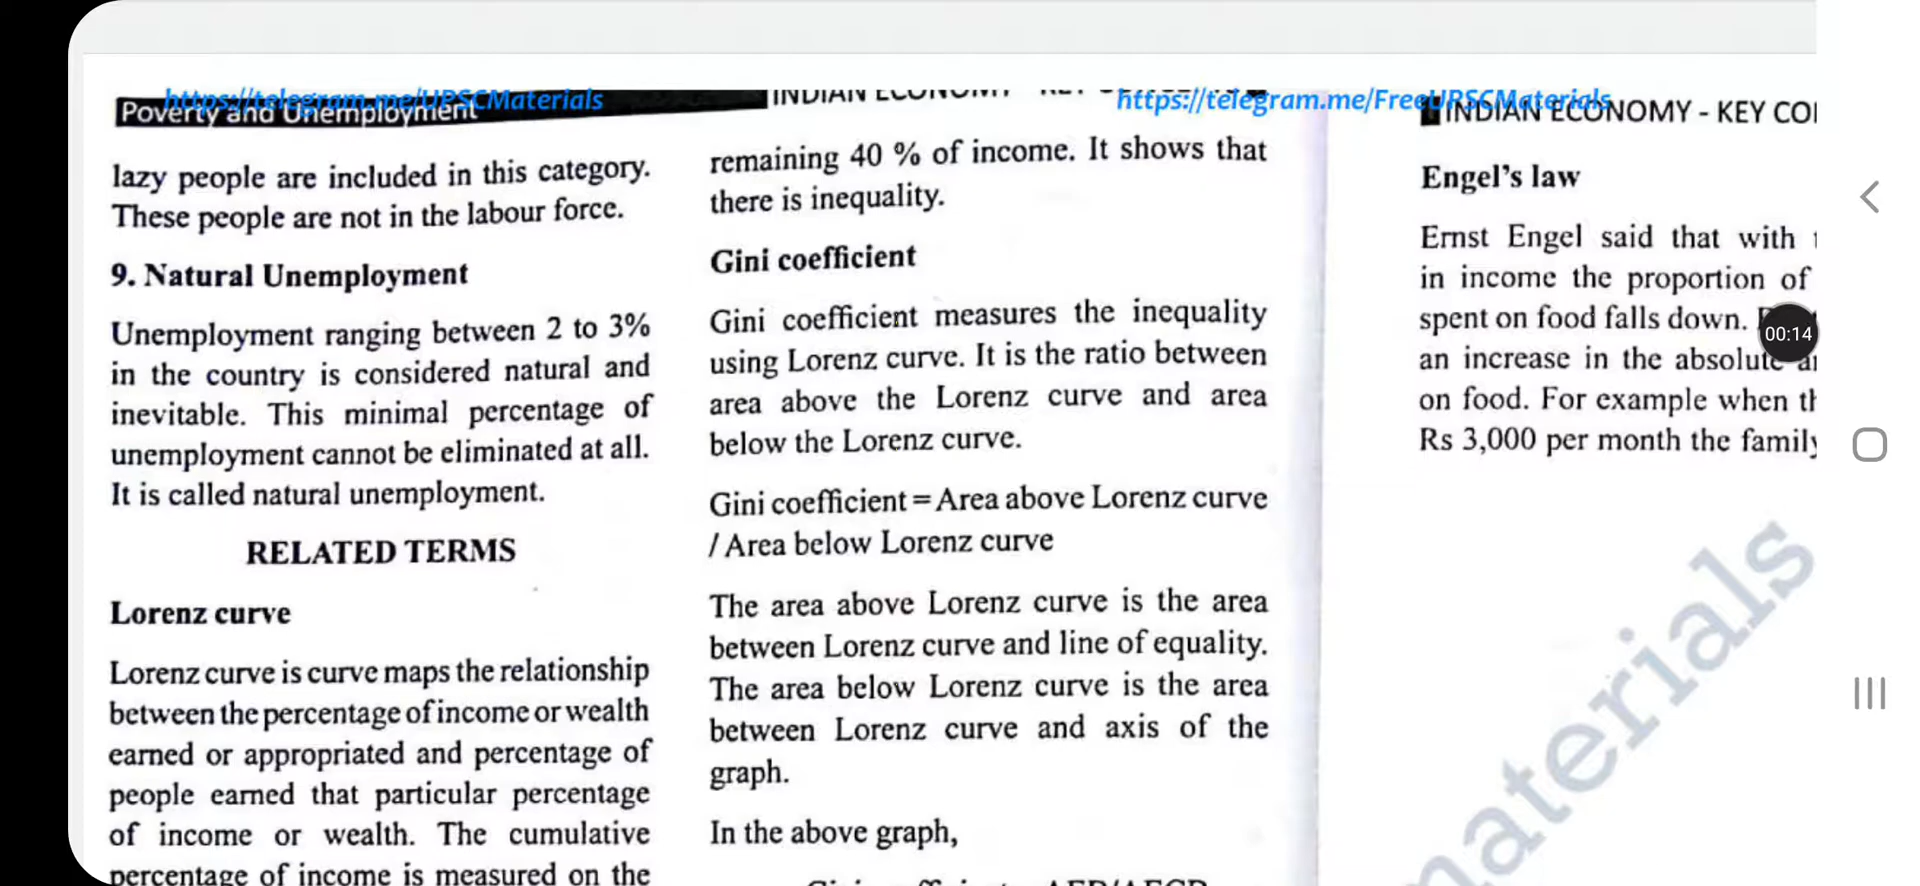 https://telegram.me/UPSCMaterials
Poverty and Unemployment
lazy people are included in this category.
These people are not in the labour force.
9. Natural Unemployment
Unemployment ranging between 2 to 3%
in the country is considered natural and
inevitable. This minimal percentage of
unemployment cannot be eliminated at all.
It is called natural unemployment.
RELATED TERMS
Lorenz curve
Lorenz curve is curve maps the relationship
between the percentage of income or wealth
earned or appropriated and percentage of
people earned that particular percentage
of income or wealth. The cumulative
percentage of income is measured on the
INDIAN ECONOMY
remaining 40 % of income. It shows that
there is inequality.
Gini coefficient
Gini coefficient measures the inequality
using Lorenz curve. It is the ratio between
area above the Lorenz curve and area
below the Lorenz curve.
Gini coefficient = Area above Lorenz curve
/ Area below Lorenz curve
The area above Lorenz curve is the area
between Lorenz curve and line of equality.
The area below Lorenz curve is the area
between Lorenz curve and axis of the
graph.
In the above graph,
https://telegram.me/FreeUPSCMaterials
INDIAN ECONOMY - KEY CO
Engel's law
Ernst Engel said that with
in income the proportion of
spent on food falls down.
00:14
an increase in the absolute
on food. For example when th
Rs 3,000 per month the family
materials